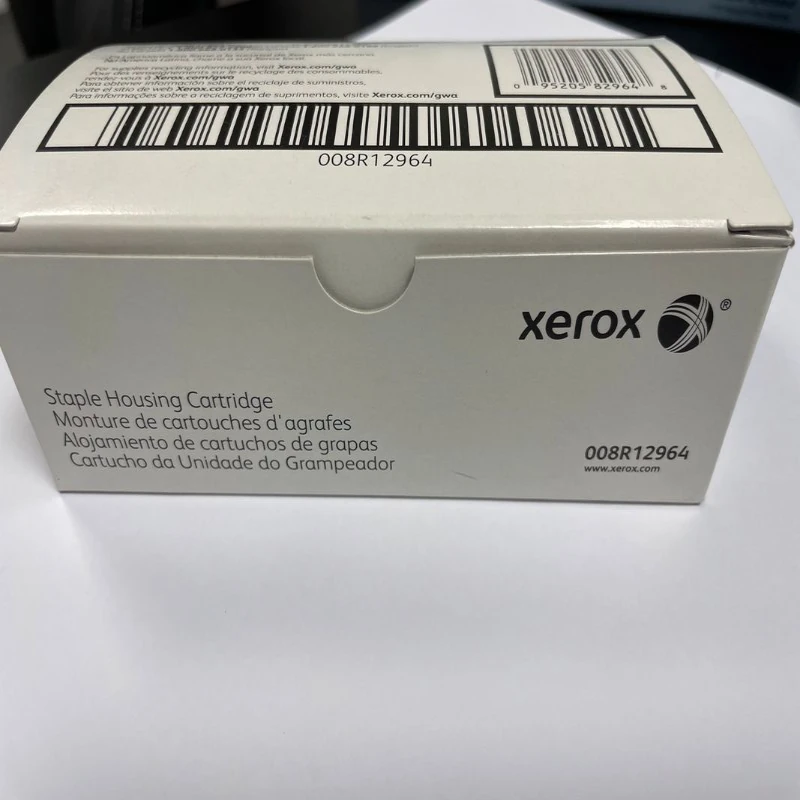 For supplies recycling information, visit Xerox.com/gwa
Pour des renseignements sur le recyclage des consommables,
rendez-vous à Xerox.com/gwa
Para obtener información sobre el reciclaje de suministros,
visite el sitio de web Xerox.com/gwa
Para informações sobre a reciclagem de suprimentos, visite Xerox.com/gwa
0 95205 82964 8
008R12964
xerox ®
Staple Housing Cartridge
Monture de cartouches d'agrafes
Alojamiento de cartuchos de grapas
Cartucho da Unidade do Grampeador
008R12964
www.xerox.com